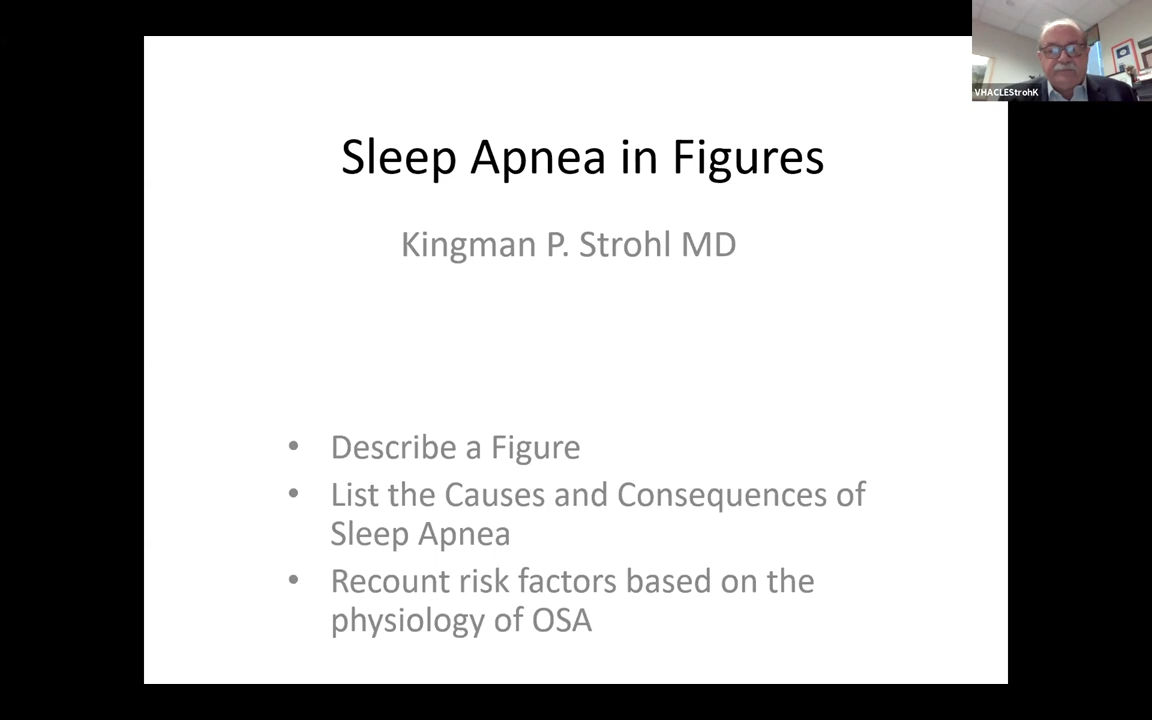 Sleep Apnea in Figures
VHACLEStrohK
Kingman P. Strohl MD
• Describe a Figure
• List the Causes and Consequences of
Sleep Apnea
• Recount risk factors based on the
physiology of OSA